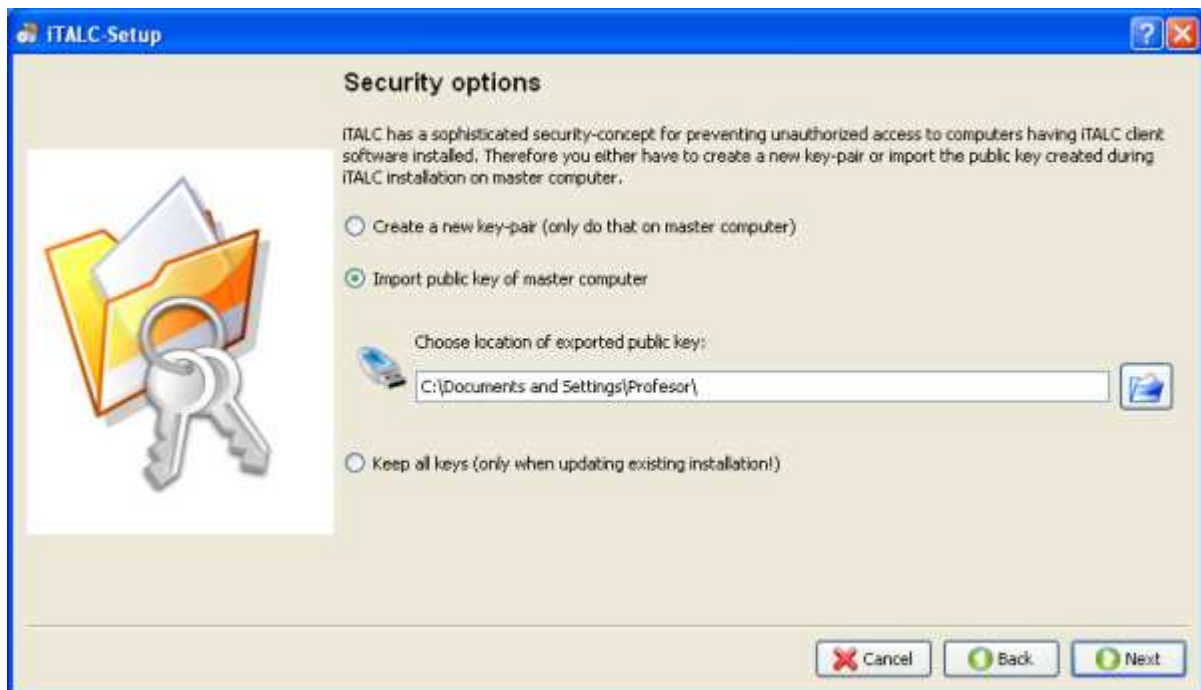 iTALC-Setup
Security options
iTALC has a sophisticated security-concept for preventing unauthorized access to computers having iTALC client
software installed. Therefore you either have to create a new key-pair or import the public key created during
iTALC installation on master computer.
Create a new key-pair (only do that on master computer)
Import public key of master computer
Choose location of exported public key:
C:\Documents and Settings\Profesor\
Keep all keys (only when updating existing installation!)
Cancel Back Next